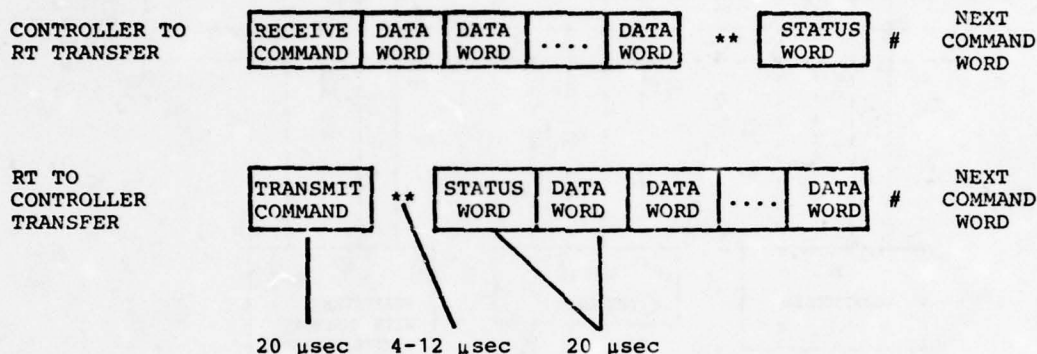 CONTROLLER TO
RT TRANSFER
RECEIVE
COMMAND
DATA
WORD
DATA
WORD
....
DATA
WORD
**
STATUS
WORD
#
NEXT
COMMAND
WORD
RT TO
CONTROLLER
TRANSFER
TRANSMIT
COMMAND
**
STATUS
WORD
DATA
WORD
DATA
WORD
....
DATA
WORD
#
NEXT
COMMAND
WORD
20 μsec
4-12 μsec
20 μsec